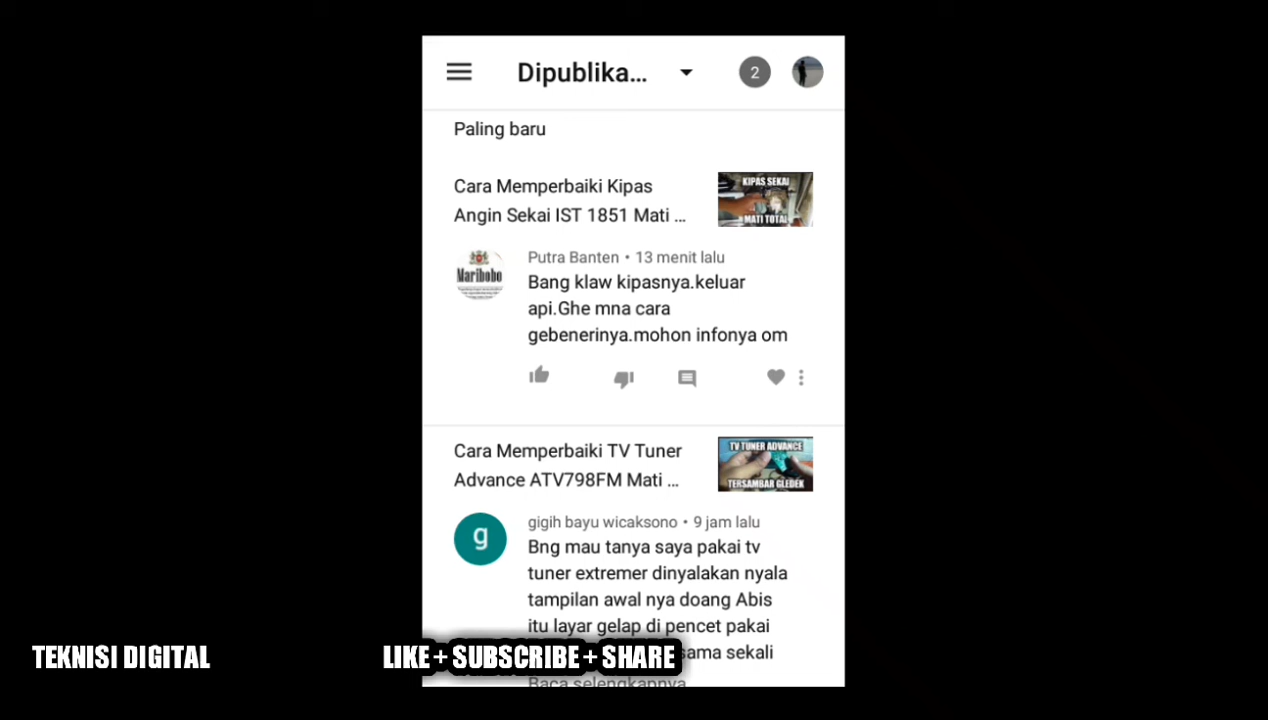 Dipublika...
2
Paling baru
Cara Memperbaiki Kipas
Angin Sekai IST 1851 Mati ...
KIPAS SEKAI
MATI TOTAL
Putra Banten • 13 menit lalu
Maribobo
Bang klaw kipasnya.keluar
api.Ghe mna cara
gebenerinya.mohon infonya om
Cara Memperbaiki TV Tuner
Advance ATV798FM Mati ...
TV TUNER ADVANCE
TERSAMBAR GLEDEK
gigih bayu wicaksono • 9 jam lalu
g
Bng mau tanya saya pakai tv
tuner extremer dinyalakan nyala
tampilan awal nya doang Abis
itu layar gelap di pencet pakai
sama sekali
Baca selengkapnya
TEKNISI DIGITAL
LIKE + SUBSCRIBE + SHARE